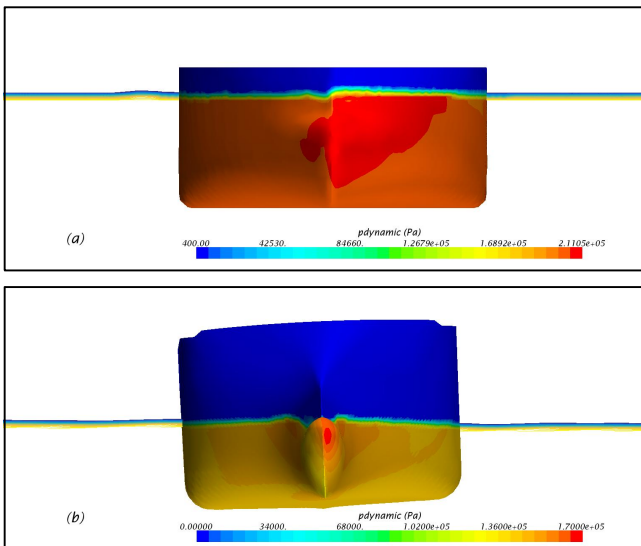 (a)
pdynamic (Pa)
400.00 42530. 84660. 1.2679e+05 1.6892e+05 2.1105e+05
(b)
pdynamic (Pa)
0.00000 34000. 68000. 1.0200e+05 1.3600e+05 1.7000e+05